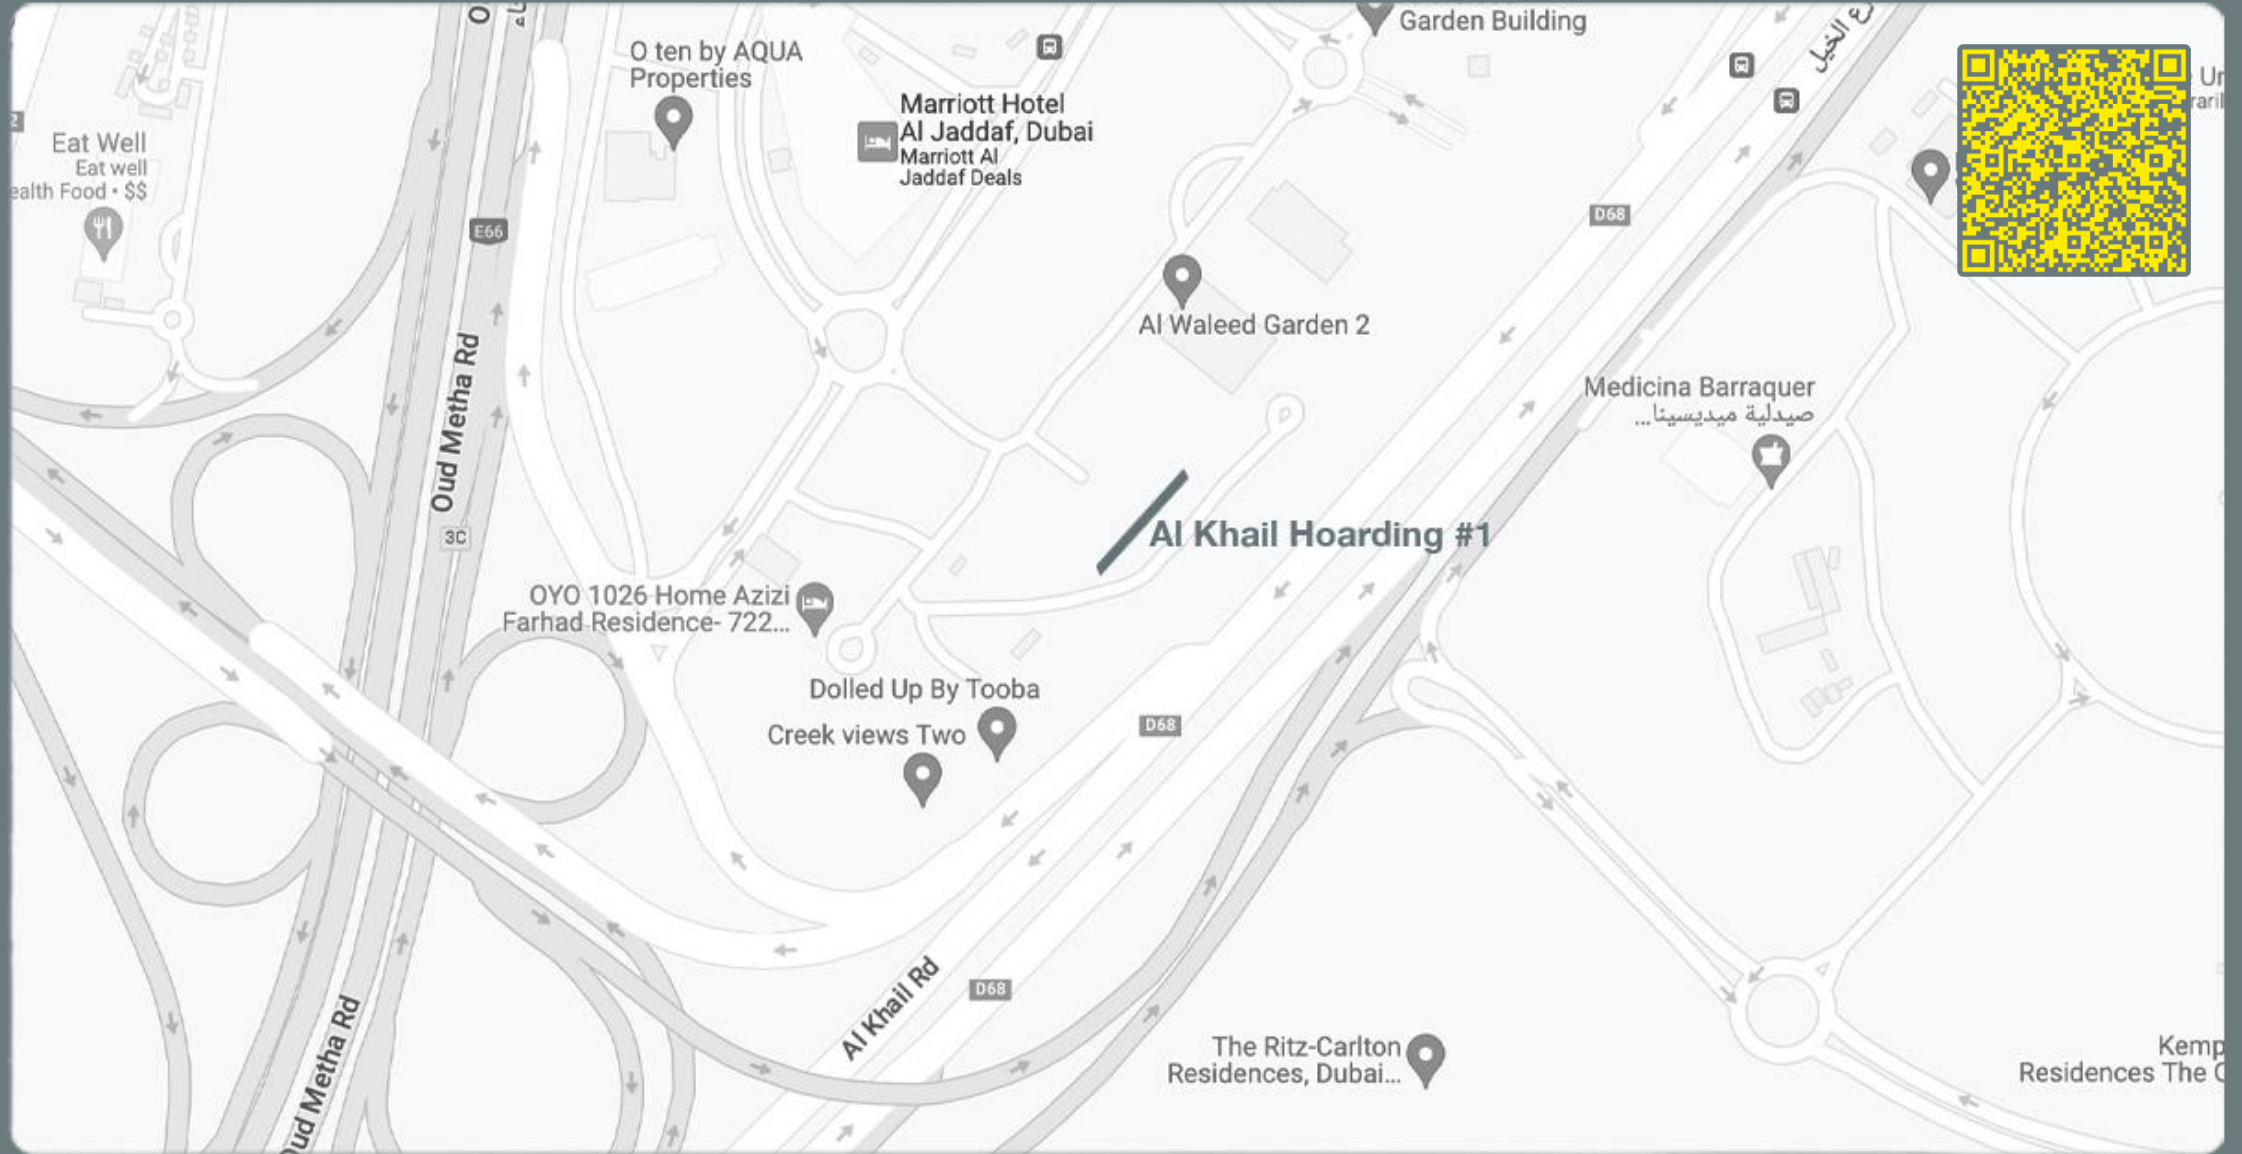 Garden Building
O ten by AQUA
Properties
Marriott Hotel
Al Jaddaf, Dubai
Marriott Al
Jaddaf Deals
الخيل
Eat Well
Eat well
ealth Food • $$
E66
D68
Al Waleed Garden 2
Oud Metha Rd
Medicina Barraquer
صيدلية ميديسينا...
3C
Al Khail Hoarding #1
OYO 1026 Home Azizi
Farhad Residence- 722...
Dolled Up By Tooba
Creek views Two
D68
Al Khail Rd
D68
Oud Metha Rd
The Ritz-Carlton
Residences, Dubai...
Kemp
Residences The